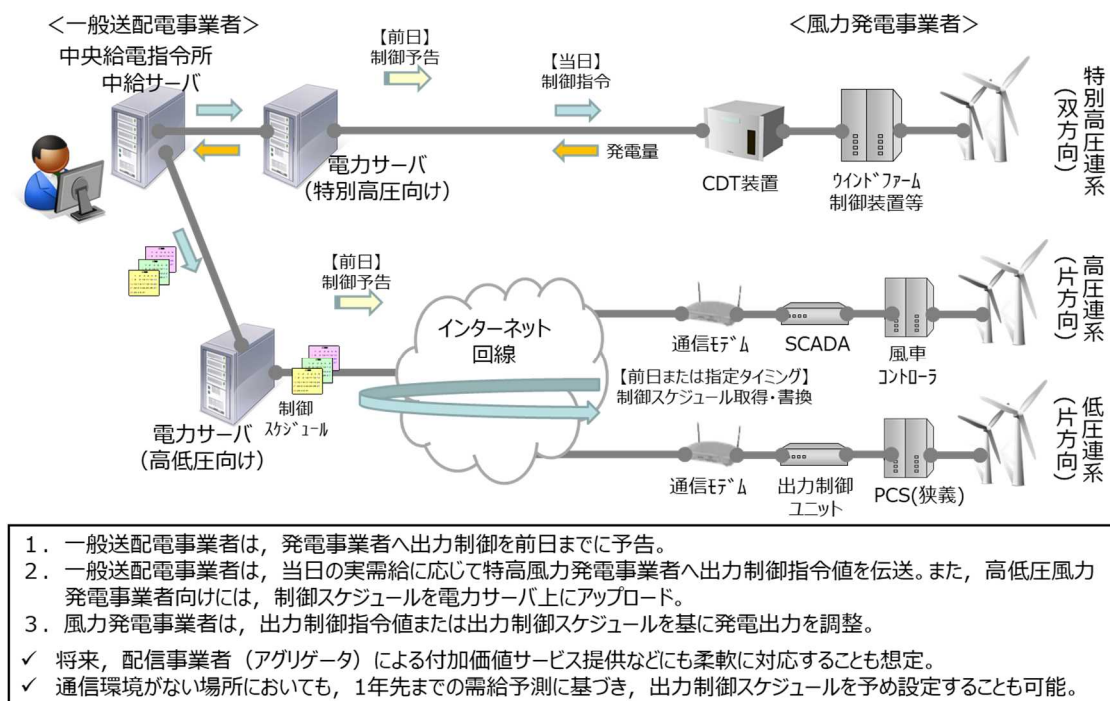 <一般送配電事業者>
中央給電指令所
中給サーバ
【前日】
制御予告
【当日】
制御指令
<風力発電事業者>
特別高圧連系
(双方向)
電力サーバ
(特別高圧向け)
発電量
CDT装置
ウインドファーム
制御装置等
【前日】
制御予告
インターネット
回線
通信モデム
SCADA
風車
コントローラ
高圧連系
(片方向)
【前日または指定タイミング】
制御スケジュール取得・書換
制御
スケジュール
電力サーバ
(高低圧向け)
通信モデム
出力制御
ユニット
PCS(狭義)
低圧連系
(片方向)
1．一般送配電事業者は，発電事業者へ出力制御を前日までに予告。
2．一般送配電事業者は，当日の実需給に応じて特高風力発電事業者へ出力制御指令値を伝送。また，高低圧風力
発電事業者向けには，制御スケジュールを電力サーバ上にアップロード。
3．風力発電事業者は，出力制御指令値または出力制御スケジュールを基に発電出力を調整。
✓ 将来，配信事業者（アグリゲータ）による付加価値サービス提供などにも柔軟に対応することも想定。
✓ 通信環境がない場所においても，1年先までの需給予測に基づき，出力制御スケジュールを予め設定することも可能。